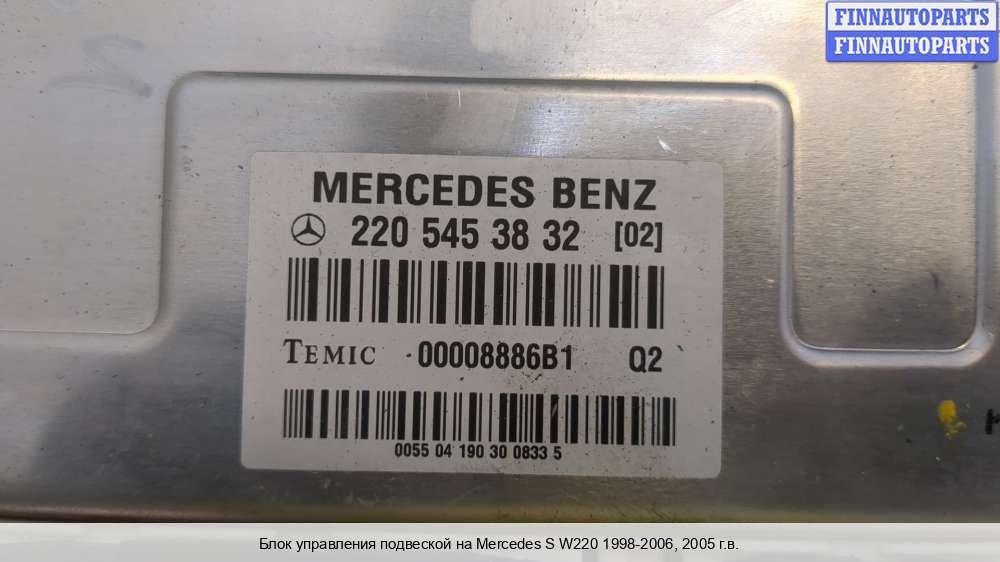 FINNAUTOPARTS
FINNAUTOPARTS
MERCEDES BENZ
220 545 38 32 [02]
TEMIC 00008886B1 Q2
0055 04 190 30 0833 5
Блок управления подвеской на Mercedes S W220 1998-2006, 2005 г.в.